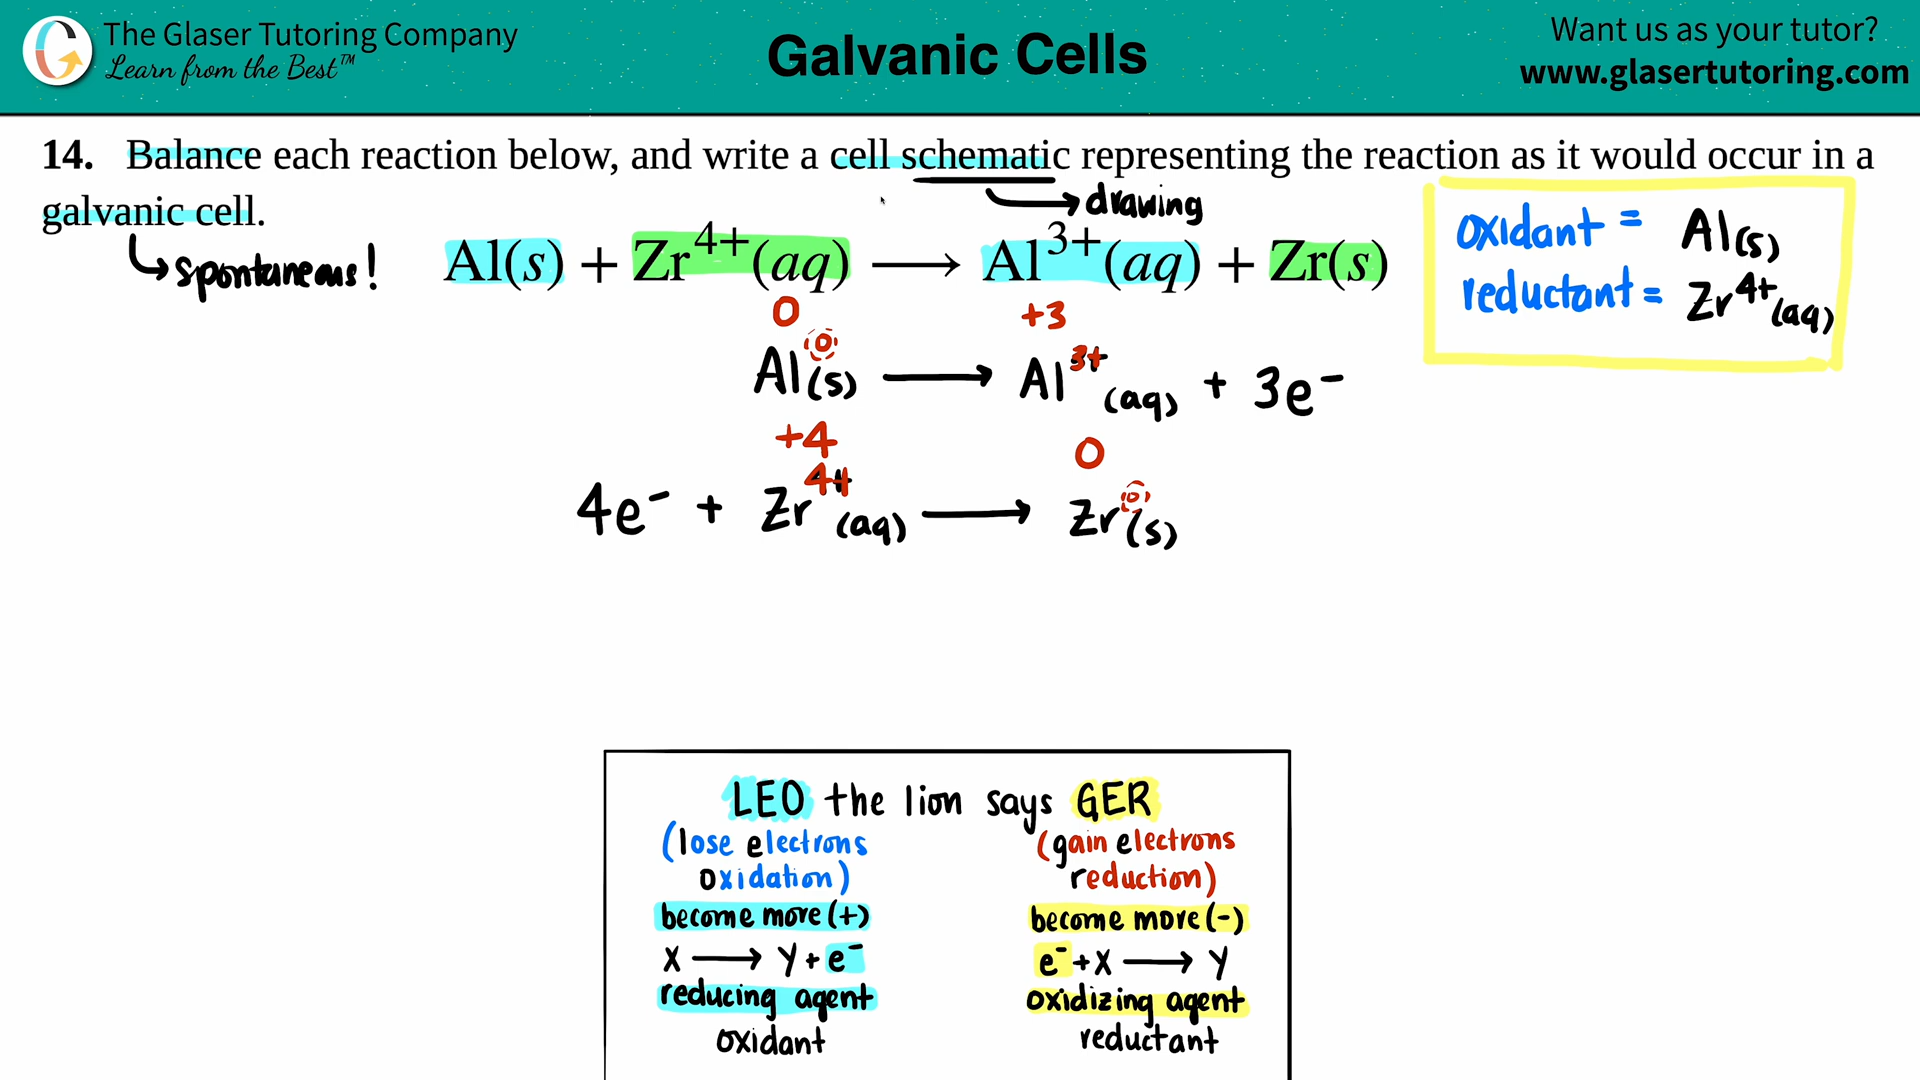 The Glaser Tutoring Company
Learn from the Best™
Galvanic Cells
Want us as your tutor?
www.glasertutoring.com
14. Balance each reaction below, and write a cell schematic representing the reaction as it would occur in a
galvanic cell.
drawing
spontaneous!
Al(s) + Zr⁴⁺(aq) ⟶ Al³⁺(aq) + Zr(s)
oxidant = Al(s)
reductant = Zr⁴⁺(aq)
0 +3
Al⁰(s) ⟶ Al³⁺(aq) + 3e⁻
+4 0
4e⁻ + Zr⁴⁺(aq) ⟶ Zr⁰(s)
LEO the lion says GER
(lose electrons
oxidation)
become more (+)
X ⟶ Y + e⁻
reducing agent
oxidant
(gain electrons
reduction)
become more (-)
e⁻ + X ⟶ Y
oxidizing agent
reductant